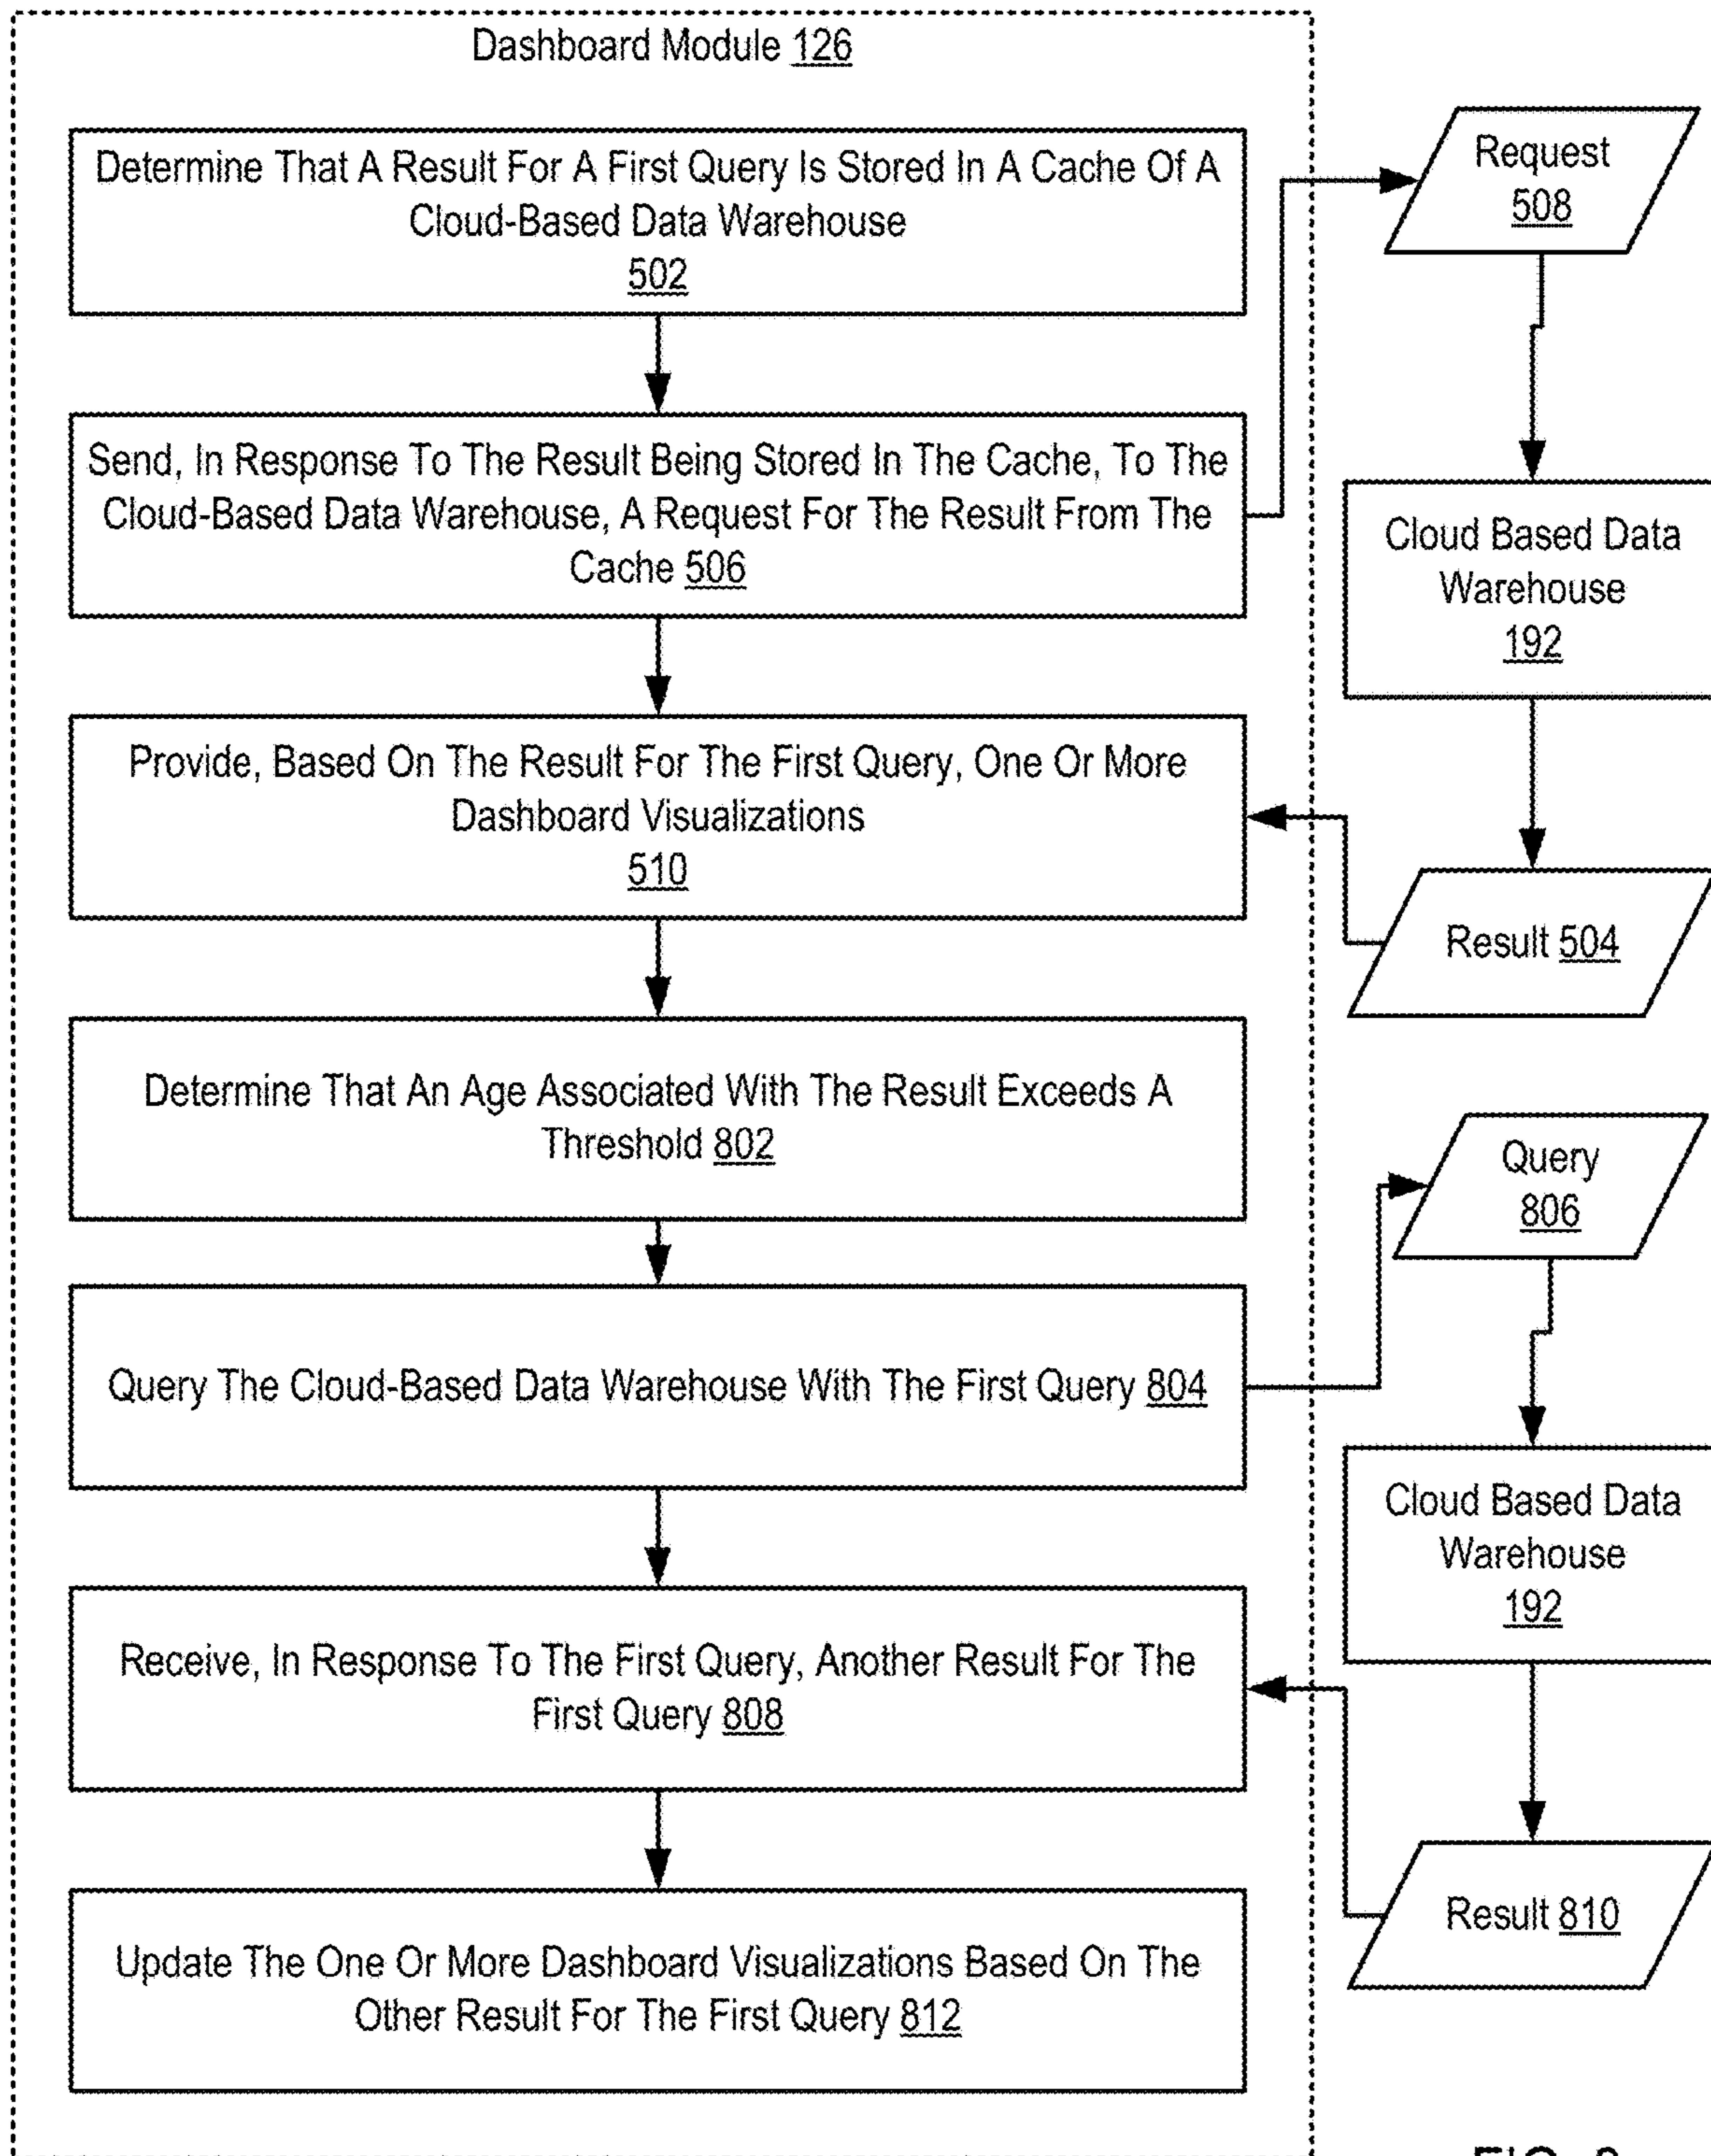 Dashboard Module 126
Determine That A Result For A First Query Is Stored In A Cache Of A
Cloud-Based Data Warehouse
502
Request
508
Send, In Response To The Result Being Stored In The Cache, To The
Cloud-Based Data Warehouse, A Request For The Result From The
Cache 506
Cloud Based Data
Warehouse
192
Provide, Based On The Result For The First Query, One Or More
Dashboard Visualizations
510
Result 504
Determine That An Age Associated With The Result Exceeds A
Threshold 802
Query
806
Query The Cloud-Based Data Warehouse With The First Query 804
Cloud Based Data
Warehouse
192
Receive, In Response To The First Query, Another Result For The
First Query 808
Result 810
Update The One Or More Dashboard Visualizations Based On The
Other Result For The First Query 812
FIG.